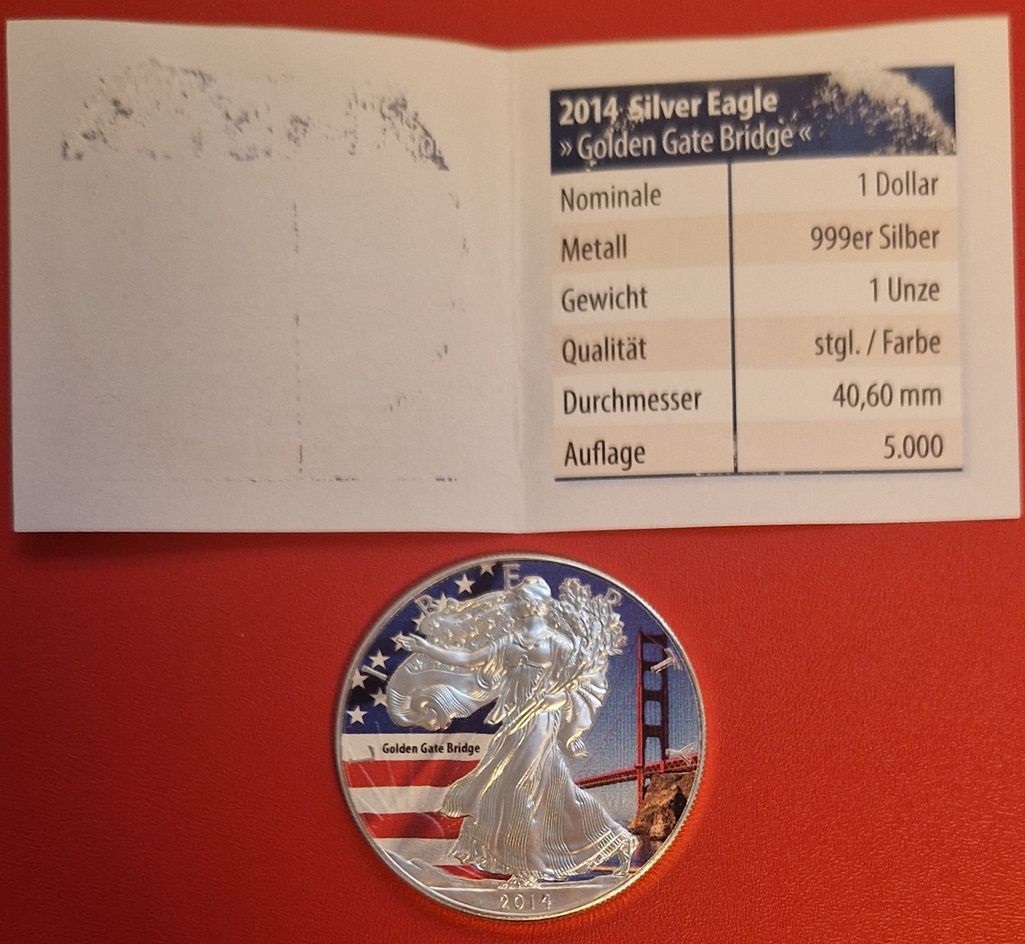 2014 Silver Eagle
» Golden Gate Bridge «
Nominale 1 Dollar
Metall 999er Silber
Gewicht 1 Unze
Qualität stgl. / Farbe
Durchmesser 40,60 mm
Auflage 5.000
LIBERTY
Golden Gate Bridge
2014